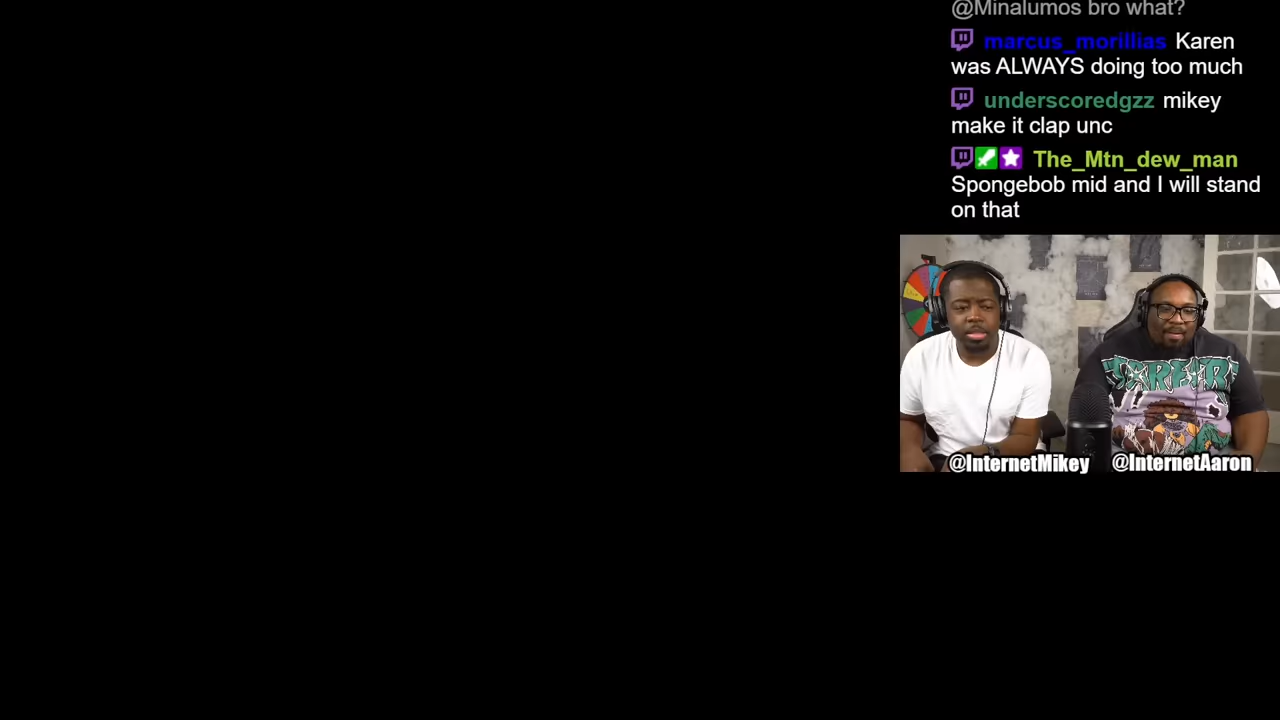 @Minalumos bro what?
marcus_morillias Karen
was ALWAYS doing too much
underscoredgzz mikey
make it clap unc
The_Mtn_dew_man
Spongebob mid and I will stand
on that
@InternetMikey @InternetAaron